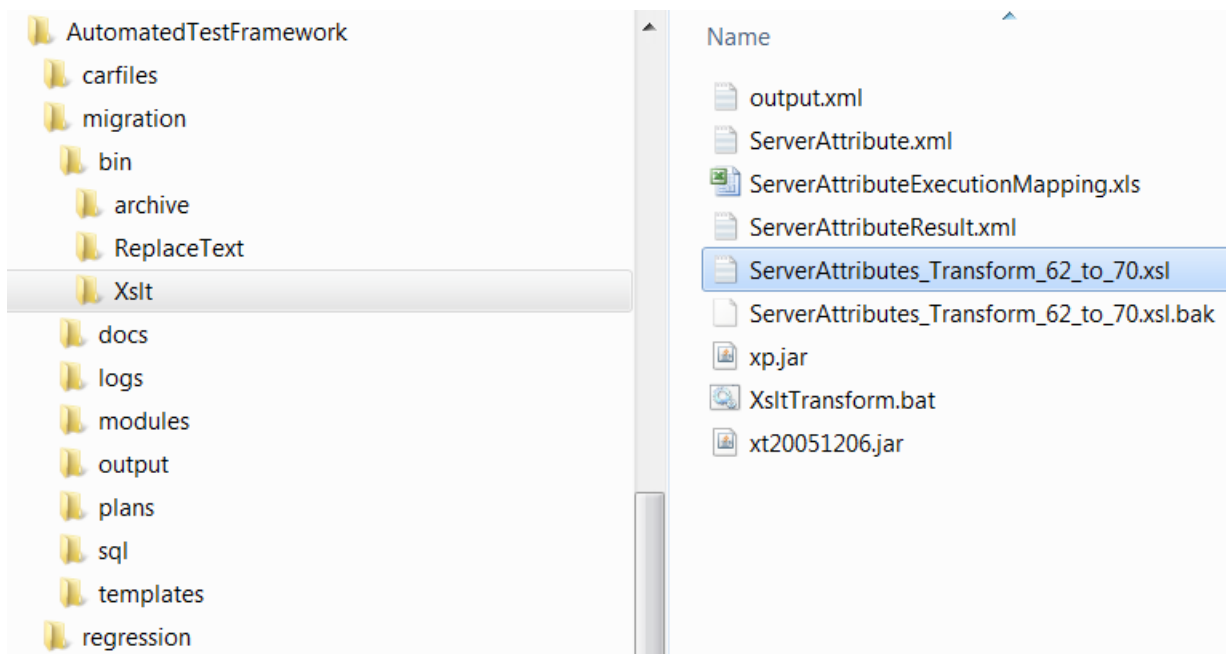 AutomatedTestFramework
carfiles
migration
bin
archive
ReplaceText
Xslt
docs
logs
modules
output
plans
sql
templates
regression
Name
output.xml
ServerAttribute.xml
ServerAttributeExecutionMapping.xls
ServerAttributeResult.xml
ServerAttributes_Transform_62_to_70.xsl
ServerAttributes_Transform_62_to_70.xsl.bak
xp.jar
XsltTransform.bat
xt20051206.jar